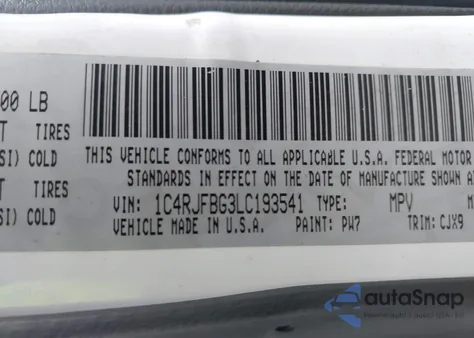 00 LB
T TIRES
SI) COLD
T TIRES
SI) COLD
THIS VEHICLE CONFORMS TO ALL APPLICABLE U.S.A. FEDERAL MOTOR
STANDARDS IN EFFECT ON THE DATE OF MANUFACTURE SHOWN A
VIN: 1C4RJFBG3LC193541 TYPE: MPV M
VEHICLE MADE IN U.S.A. PAINT: PW7 TRIM: CJX9
autoSnap